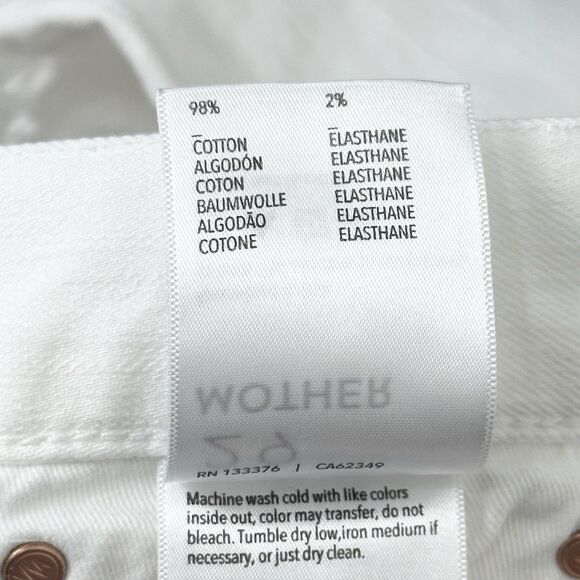 98% 2%
COTTON ELASTHANE
ALGODÓN ELASTHANE
COTON ELASTHANE
BAUMWOLLE ELASTHANE
ALGODÃO ELASTHANE
COTONE ELASTHANE
MOTHER
29
RN 133376 | CA62349
Machine wash cold with like colors
inside out, color may transfer, do not
bleach. Tumble dry low,iron medium if
necessary, or just dry clean.